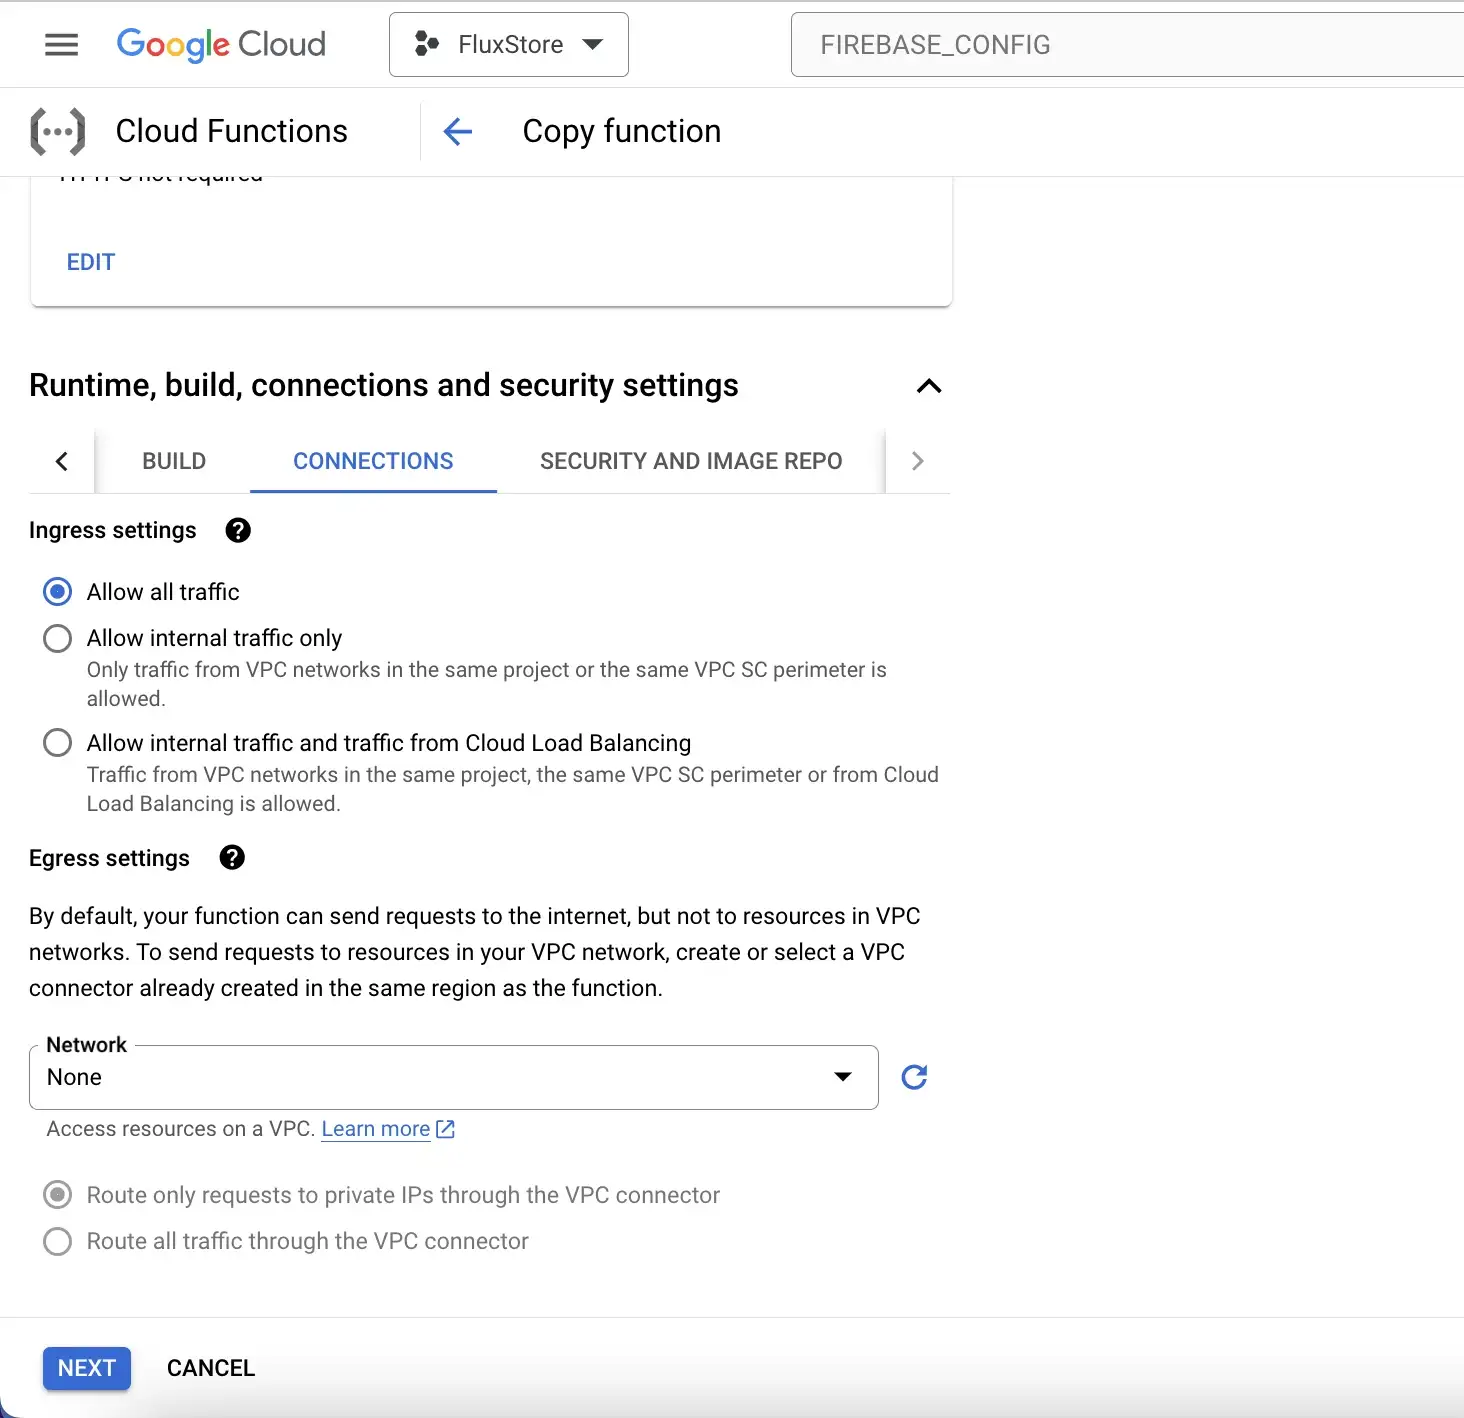 Google Cloud
FluxStore
FIREBASE_CONFIG
Cloud Functions
Copy function
not required
EDIT
Runtime, build, connections and security settings
BUILD
CONNECTIONS
SECURITY AND IMAGE REPO
Ingress settings
Allow all traffic
Allow internal traffic only
Only traffic from VPC networks in the same project or the same VPC SC perimeter is
allowed.
Allow internal traffic and traffic from Cloud Load Balancing
Traffic from VPC networks in the same project, the same VPC SC perimeter or from Cloud
Load Balancing is allowed.
Egress settings
By default, your function can send requests to the internet, but not to resources in VPC
networks. To send requests to resources in your VPC network, create or select a VPC
connector already created in the same region as the function.
Network
None
Access resources on a VPC. Learn more
Route only requests to private IPs through the VPC connector
Route all traffic through the VPC connector
NEXT
CANCEL